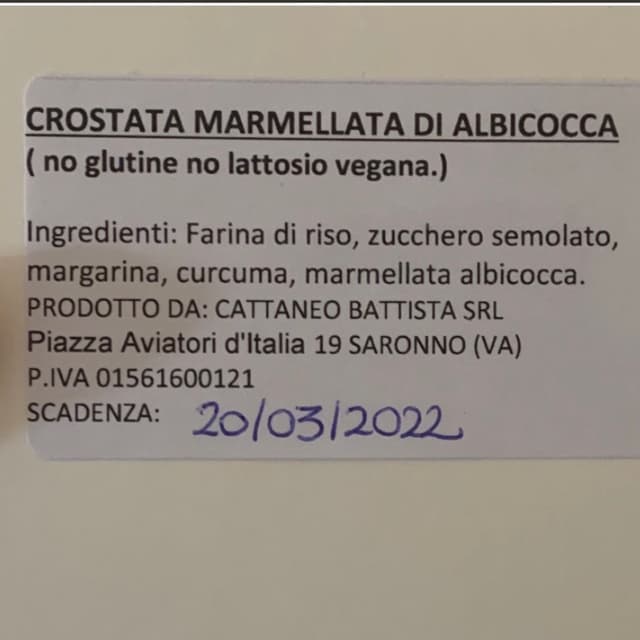 CROSTATA MARMELLATA DI ALBICOCCA
( no glutine no lattosio vegana.)
Ingredienti: Farina di riso, zucchero semolato,
margarina, curcuma, marmellata albicocca.
PRODOTTO DA: CATTANEO BATTISTA SRL
Piazza Aviatori d'Italia 19 SARONNO (VA)
P.IVA 01561600121
SCADENZA: 20/03/2022